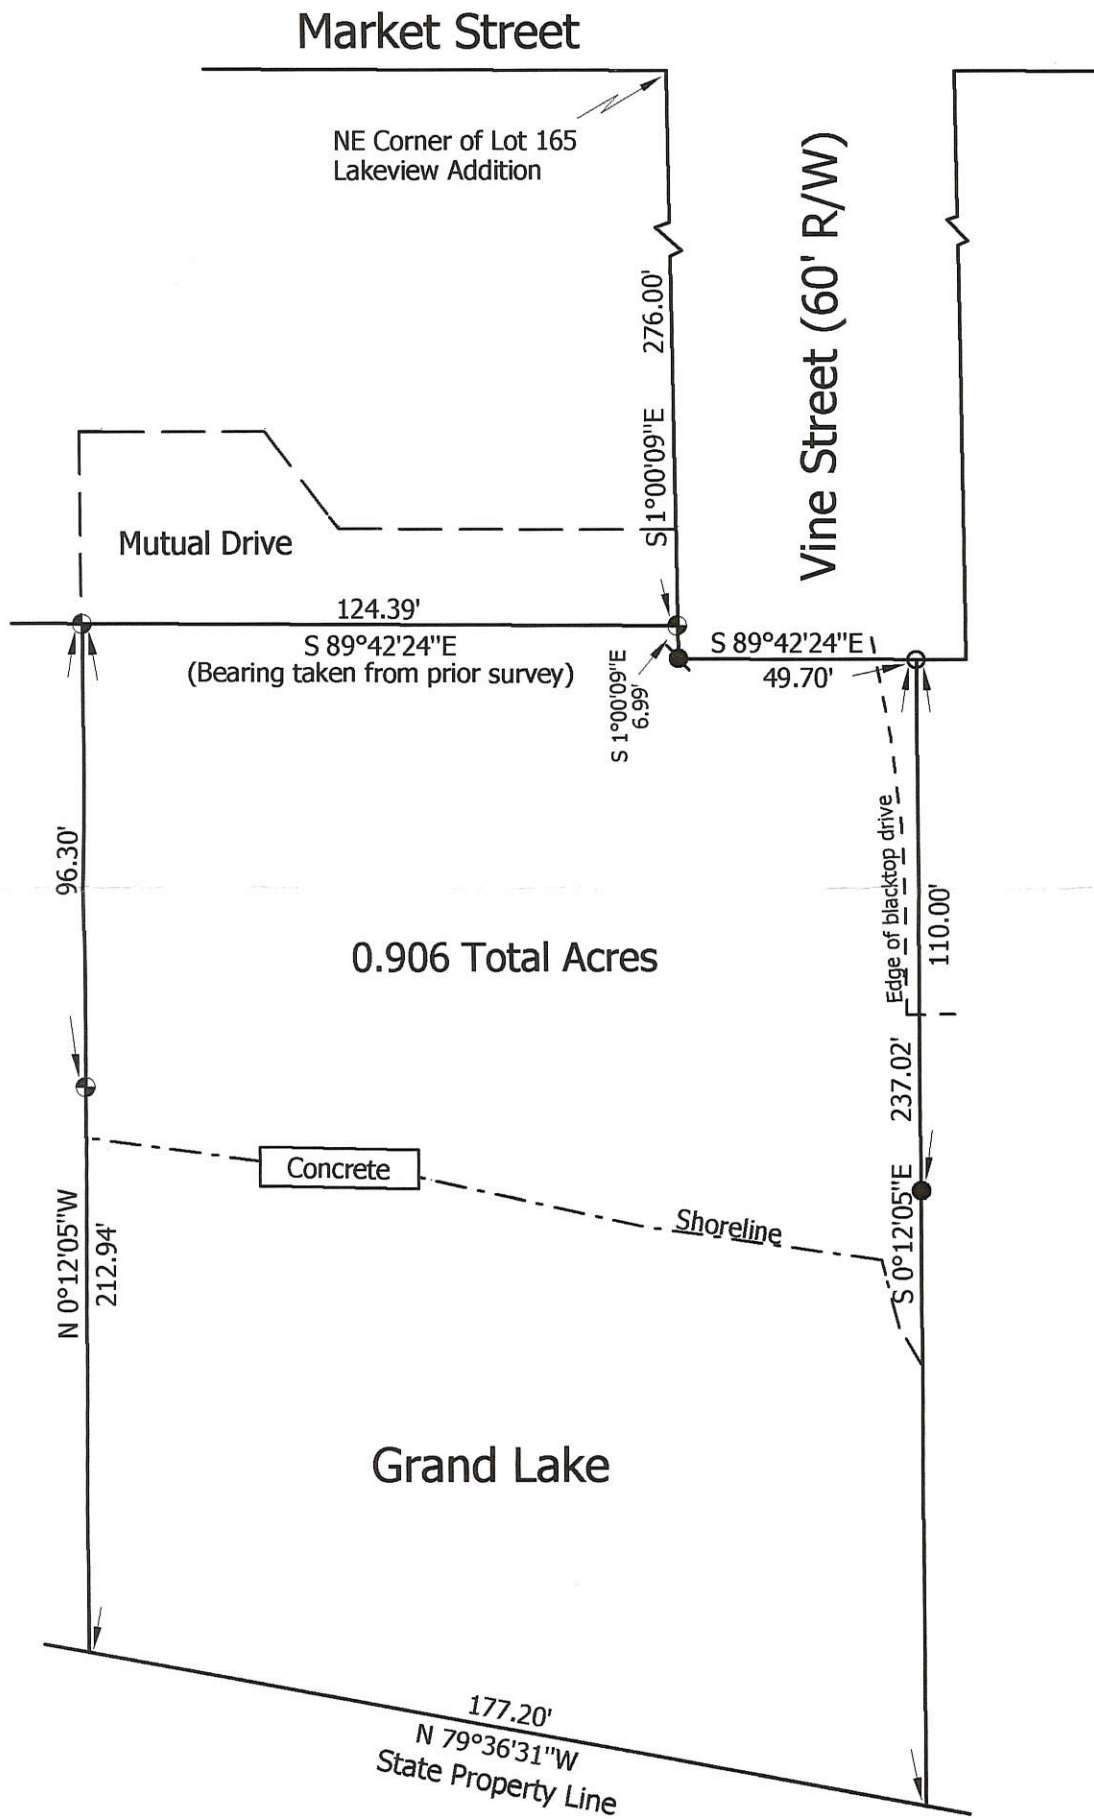 Market Street
NE Corner of Lot 165
Lakeview Addition
Vine Street (60' R/W)
S 1°00'09"E 276.00'
Mutual Drive
124.39'
S 89°42'24"E
(Bearing taken from prior survey)
S 1°00'09"E
6.99'
S 89°42'24"E
49.70'
96.30'
Edge of blacktop drive
110.00'
0.906 Total Acres
S 0°12'05"E 237.02'
Concrete
Shoreline
N 0°12'05"W
212.94'
Grand Lake
177.20'
N 79°36'31"W
State Property Line